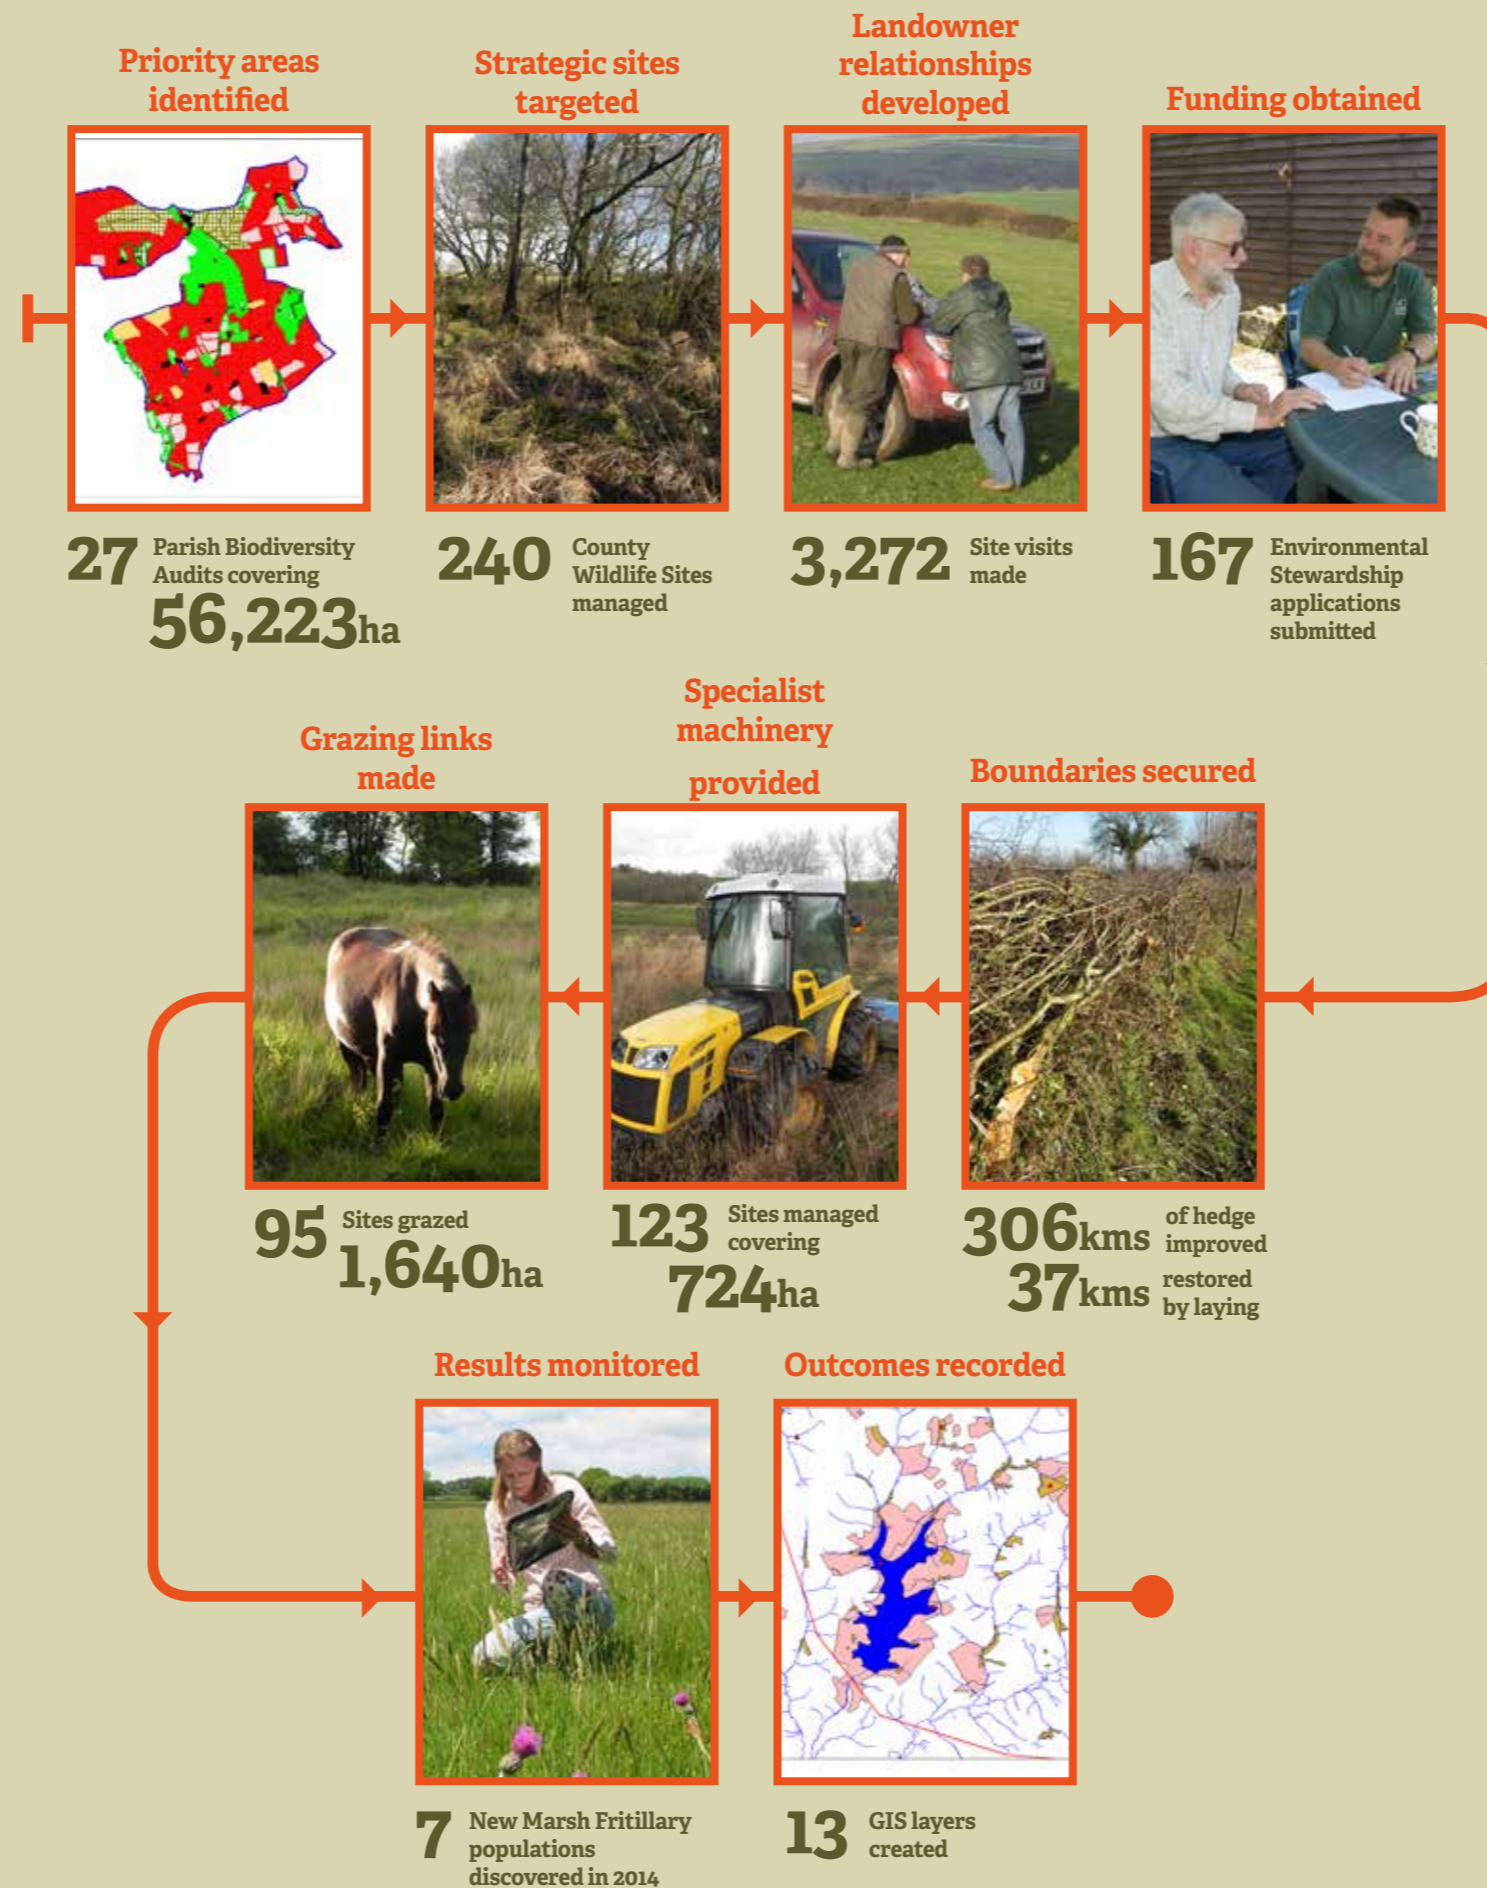 Priority areas
identified
Strategic sites
targeted
Landowner
relationships
developed
Funding obtained
27 Parish Biodiversity
Audits covering
56,223ha
240 County
Wildlife Sites
managed
3,272 Site visits
made
167 Environmental
Stewardship
applications
submitted
Grazing links
made
Specialist
machinery
provided
Boundaries secured
95 Sites grazed
1,640ha
123 Sites managed
covering
724ha
306kms of hedge
improved
37kms restored
by laying
Results monitored
Outcomes recorded
7 New Marsh Fritillary
populations
discovered in 2014
13 GIS layers
created